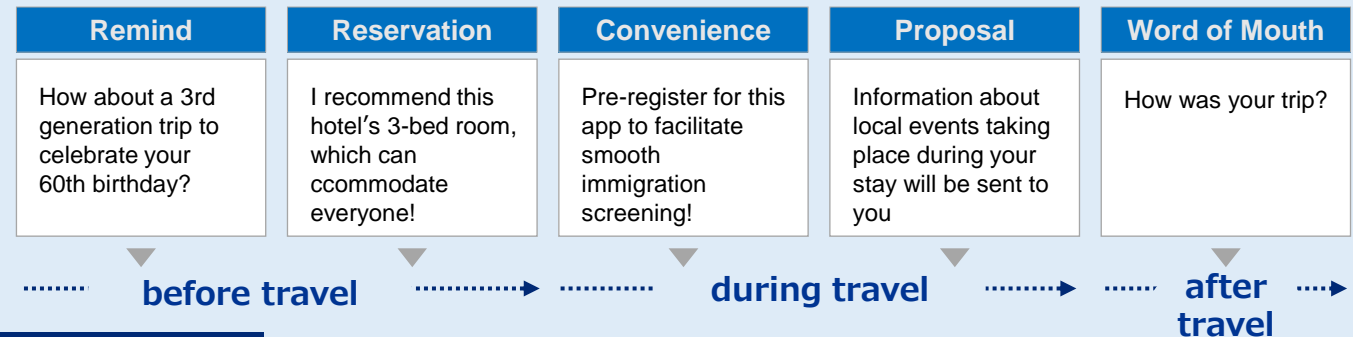 Remind
How about a 3rd
generation trip to
celebrate your
60th birthday?
Reservation
I recommend this
hotel’s 3-bed room,
which can
ccommodate
everyone!
Convenience
Pre-register for this
app to facilitate
smooth
immigration
screening!
Proposal
Information about
local events taking
place during your
stay will be sent to
you
Word of Mouth
How was your trip?
before travel
during travel
after
travel